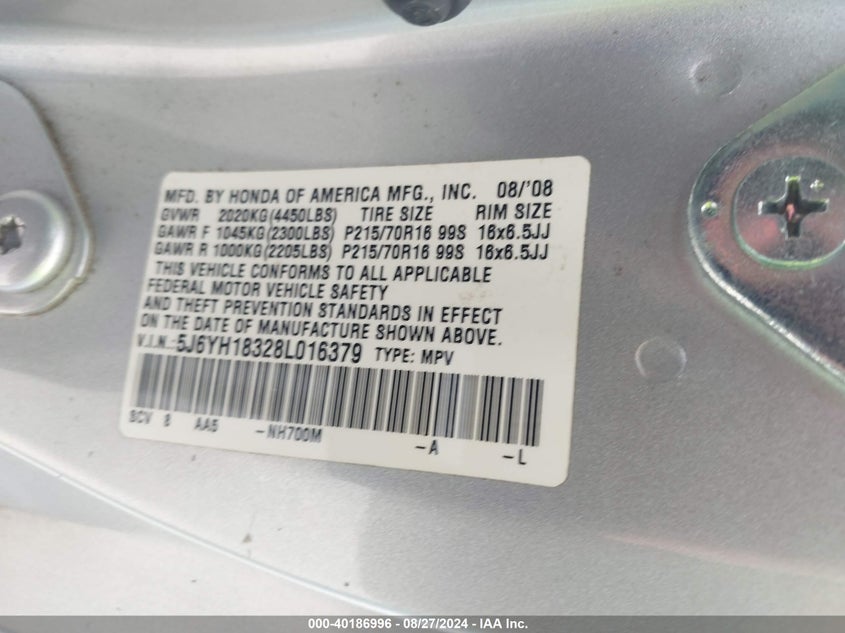 MFD. BY HONDA OF AMERICA MFG., INC. 08/'08
GVWR 2020KG(4450LBS) TIRE SIZE RIM SIZE
GAWR F 1045KG(2300LBS) P215/70R16 99S 16x6.5JJ
GAWR R 1000KG(2205LBS) P215/70R16 99S 16x6.5JJ
THIS VEHICLE CONFORMS TO ALL APPLICABLE
FEDERAL MOTOR VEHICLE SAFETY
AND THEFT PREVENTION STANDARDS IN EFFECT
ON THE DATE OF MANUFACTURE SHOWN ABOVE.
V.I.N.:5J6YH18328L016379 TYPE: MPV
SCV 8 AA5 -NH700M -A -L
000-40186996 - 08/27/2024 - IAA Inc.